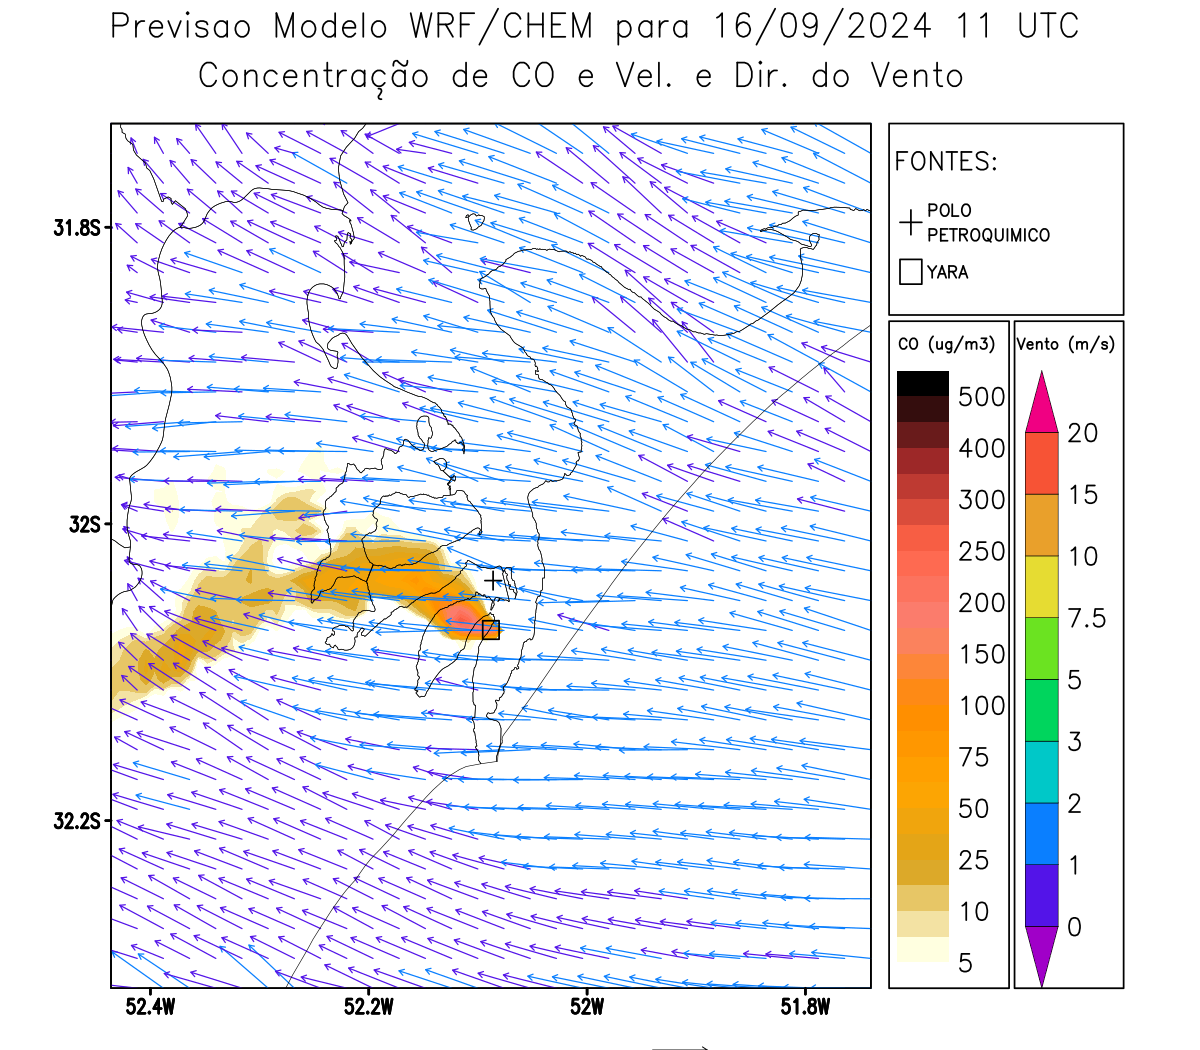 Previsao Modelo WRF/CHEM para 16/09/2024 11 UTC
Concentração de CO e Vel. e Dir. do Vento
FONTES:
POLO
PETROQUIMICO
YARA
CO (ug/m3)
500
400
300
250
200
150
100
75
50
25
10
5
Vento (m/s)
20
15
10
7.5
5
3
2
1
0
31.8S
32S
32.2S
52.4W
52.2W
52W
51.8W